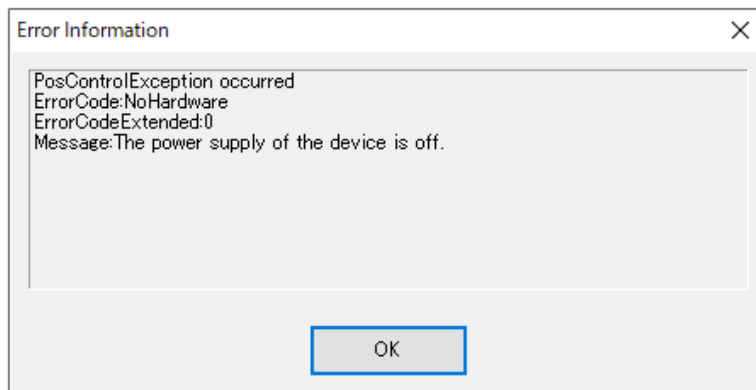 Error Information
PosControlException occurred
ErrorCode:NoHardware
ErrorCodeExtended:0
Message:The power supply of the device is off.
OK